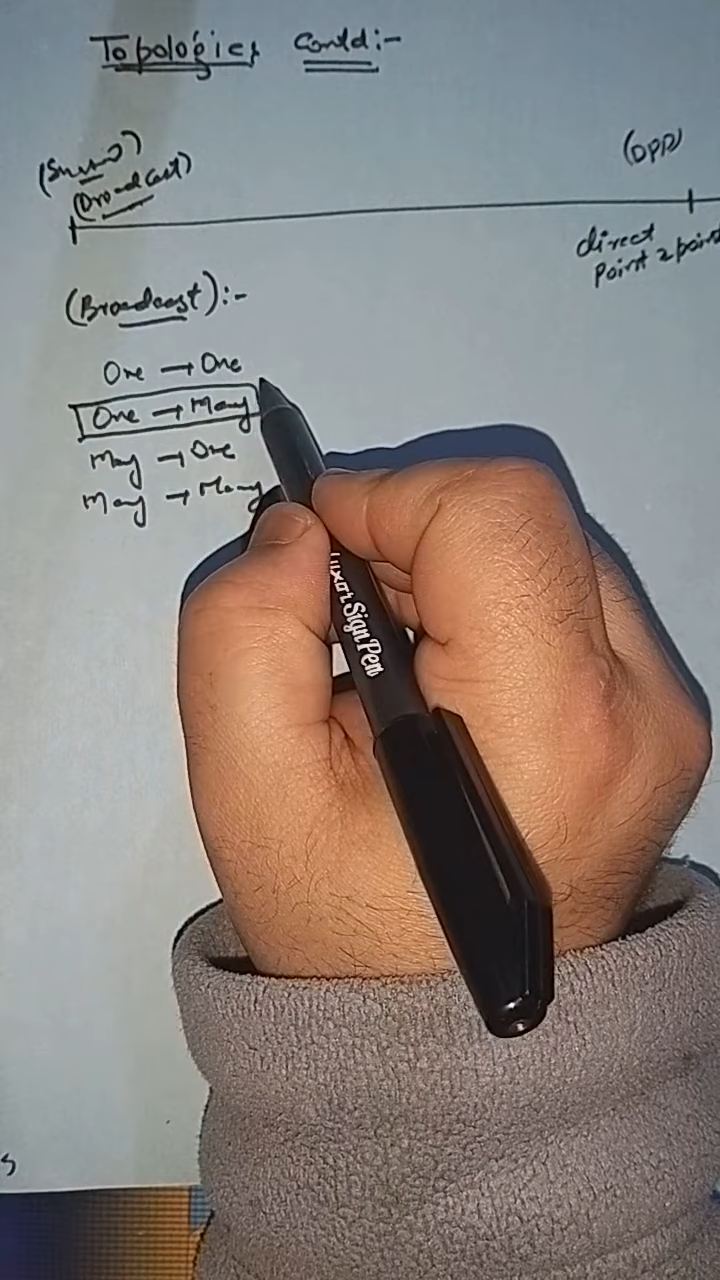 Topologies Contd:-
(Broadcast)
(DPP)
direct
Point 2 point
(Broadcast):-
One → One
One → Many
Many → One
Many → Many
Luxor Sign Pen